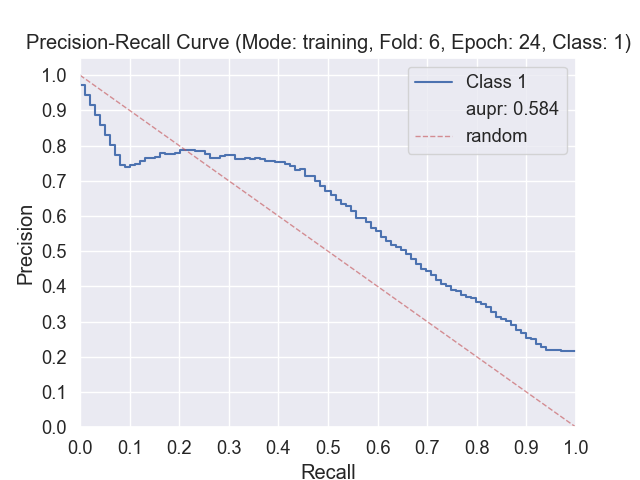 Precision-Recall Curve (Mode: training, Fold: 6, Epoch: 24, Class: 1)
Class 1
aupr: 0.584
random
Precision
1.0
0.9
0.8
0.7
0.6
0.5
0.4
0.3
0.2
0.1
0.0
0.0 0.1 0.2 0.3 0.4 0.5 0.6 0.7 0.8 0.9 1.0
Recall